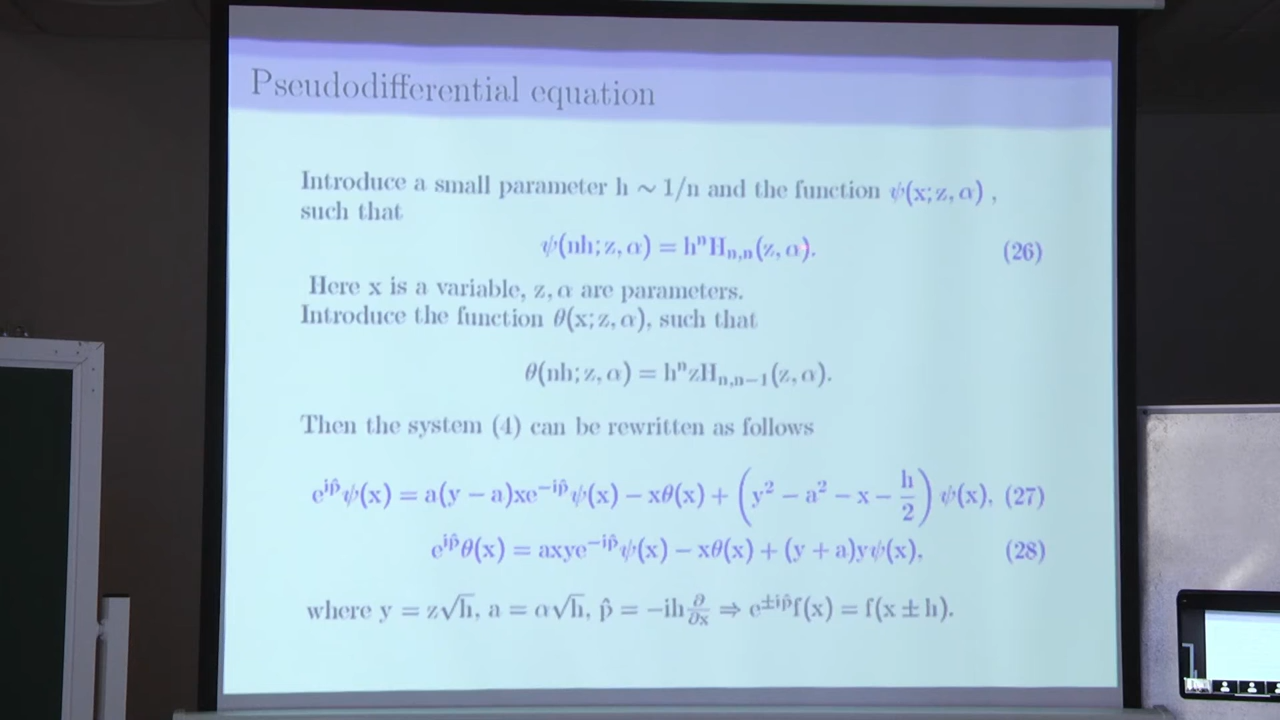 Pseudodifferential equation
Introduce a small parameter h ∼ 1/n and the function ψ(x; z, α) ,
such that
ψ(nh; z, α) = hⁿHₙ,ₙ(z, α). (26)
Here x is a variable, z, α are parameters.
Introduce the function θ(x; z, α), such that
θ(nh; z, α) = hⁿzHₙ,ₙ₋₁(z, α).
Then the system (4) can be rewritten as follows
e^{ip̂}ψ(x) = a(y − a)xe^{−ip̂}ψ(x) − xθ(x) + (y² − a² − x − h/2) ψ(x), (27)
e^{ip̂}θ(x) = axye^{−ip̂}ψ(x) − xθ(x) + (y + a)yψ(x), (28)
where y = z√h, a = α√h, p̂ = −ih ∂/∂x ⇒ e^{±ip̂}f(x) = f(x ± h).